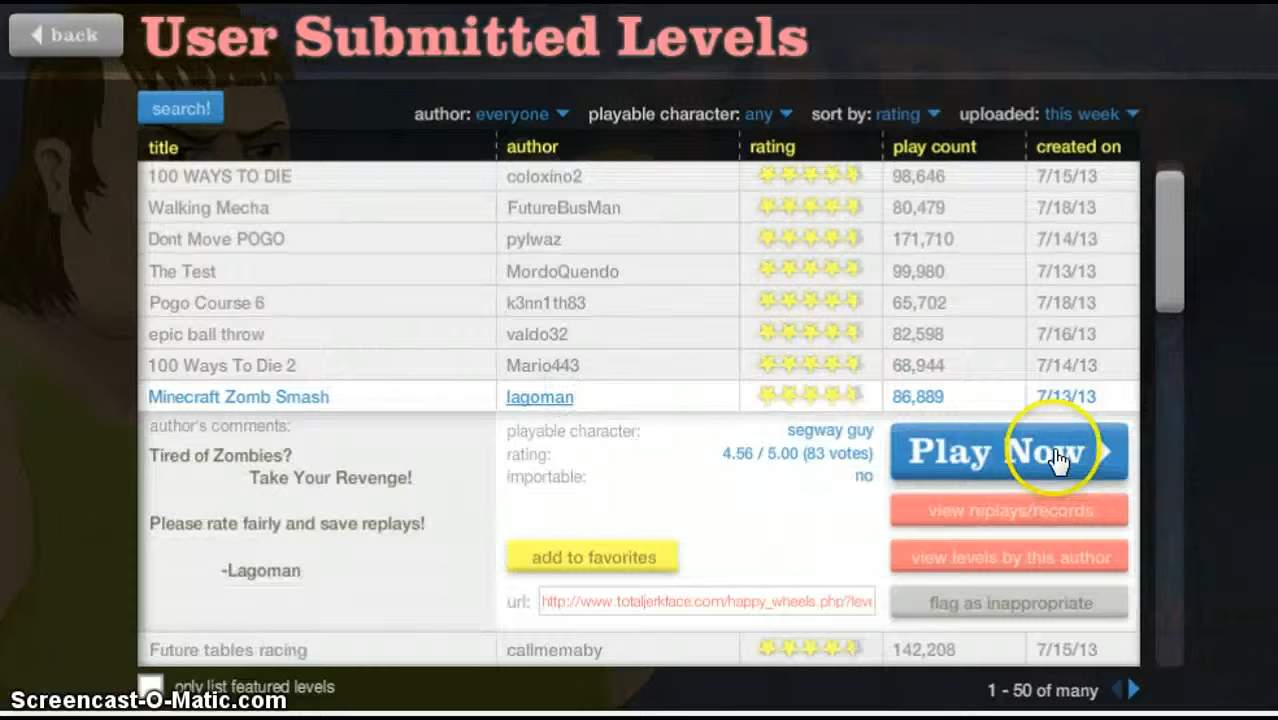 back
User Submitted Levels
search!
author: everyone
playable character: any
sort by: rating
uploaded: this week
title author rating play count created on
100 WAYS TO DIE coloxino2 98,646 7/15/13
Walking Mecha FutureBusMan 80,479 7/18/13
Dont Move POGO pylwaz 171,710 7/14/13
The Test MordoQuendo 99,980 7/13/13
Pogo Course 6 k3nn1th83 65,702 7/18/13
epic ball throw valdo32 82,598 7/16/13
100 Ways To Die 2 Mario443 68,944 7/14/13
Minecraft Zomb Smash lagoman 86,889 7/13/13
author's comments:
Tired of Zombies?
Take Your Revenge!
Please rate fairly and save replays!
-Lagoman
playable character: segway guy
rating: 4.56 / 5.00 (83 votes)
importable: no
add to favorites
url: http://www.totaljerkface.com/happy_wheels.php?leve
Play Now
view replays/records
view levels by this author
flag as inappropriate
Future tables racing callmemaby 142,208 7/15/13
only list featured levels
1 - 50 of many
Screencast-O-Matic.com